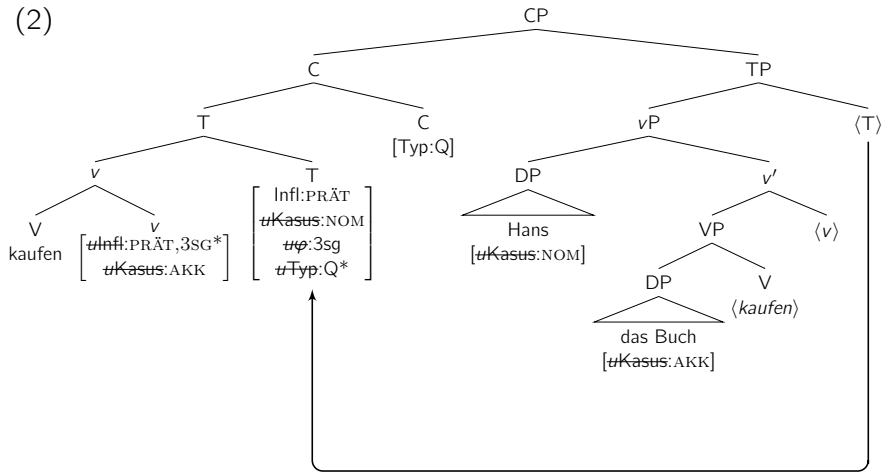 (2)
CP
C TP
T C vP ⟨T⟩
[Typ:Q]
v T DP v′
V v Infl:PRÄT Hans VP ⟨v⟩
kaufen uInfl:PRÄT,3SG* uKasus:NOM [uKasus:NOM]
uKasus:AKK uφ:3sg DP V
uTyp:Q* ⟨kaufen⟩
das Buch
[uKasus:AKK]